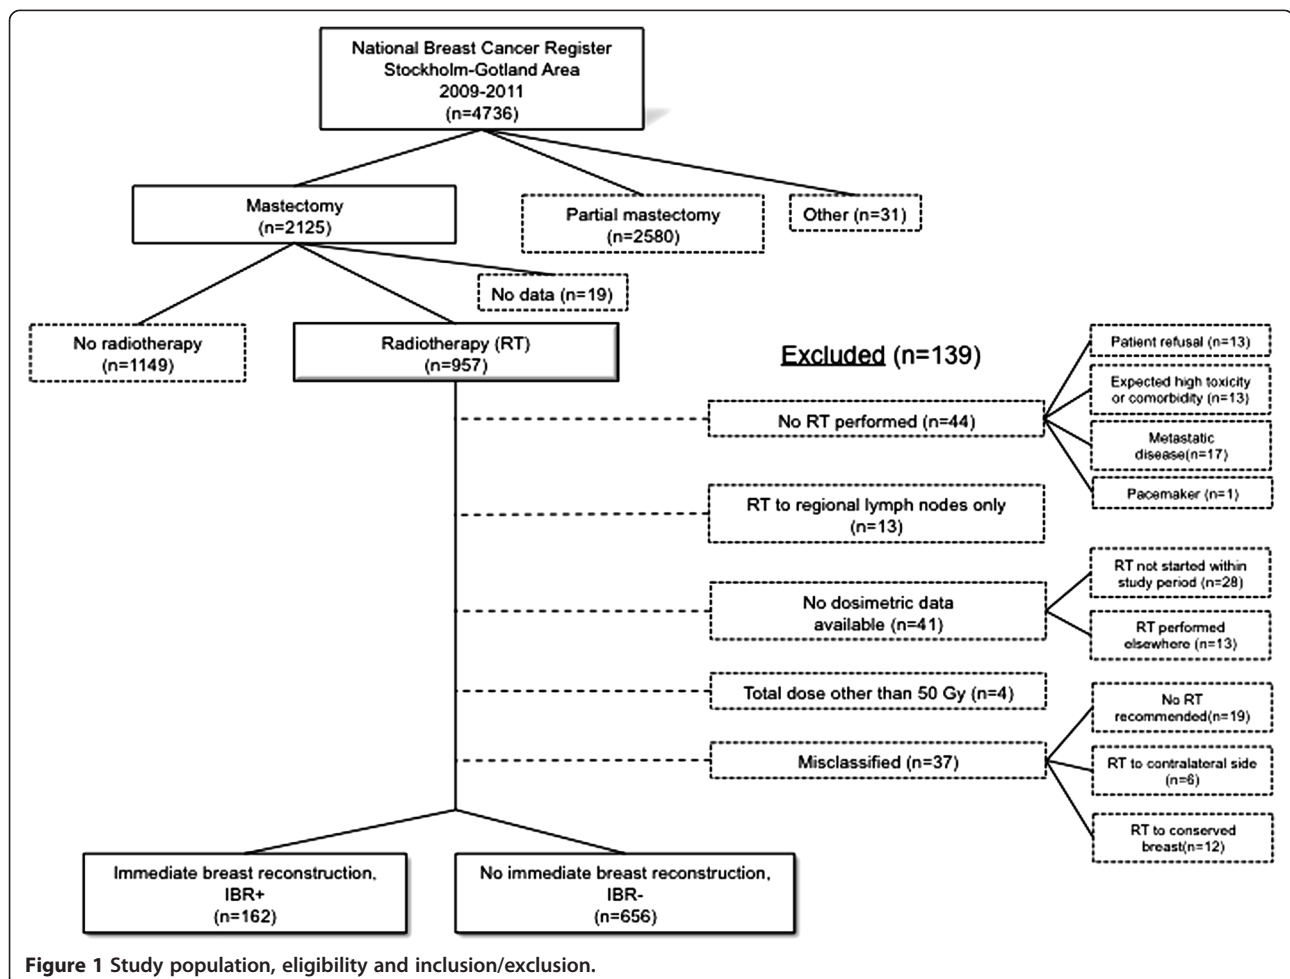 National Breast Cancer Register
Stockholm-Gotland Area
2009-2011
(n=4736)
Mastectomy
(n=2125)
Partial mastectomy
(n=2580)
Other (n=31)
No data (n=19)
No radiotherapy
(n=1149)
Radiotherapy (RT)
(n=957)
Excluded (n=139)
No RT performed (n=44)
Patient refusal (n=13)
Expected high toxicity
or comorbidity (n=13)
Metastatic
disease(n=17)
Pacemaker (n=1)
RT to regional lymph nodes only
(n=13)
No dosimetric data
available (n=41)
RT not started within
study period (n=28)
RT performed
elsewhere (n=13)
Total dose other than 50 Gy (n=4)
Misclassified (n=37)
No RT
recommended(n=19)
RT to contralateral side
(n=6)
RT to conserved
breast(n=12)
Immediate breast reconstruction,
IBR+
(n=162)
No immediate breast reconstruction,
IBR-
(n=656)
Figure 1 Study population, eligibility and inclusion/exclusion.